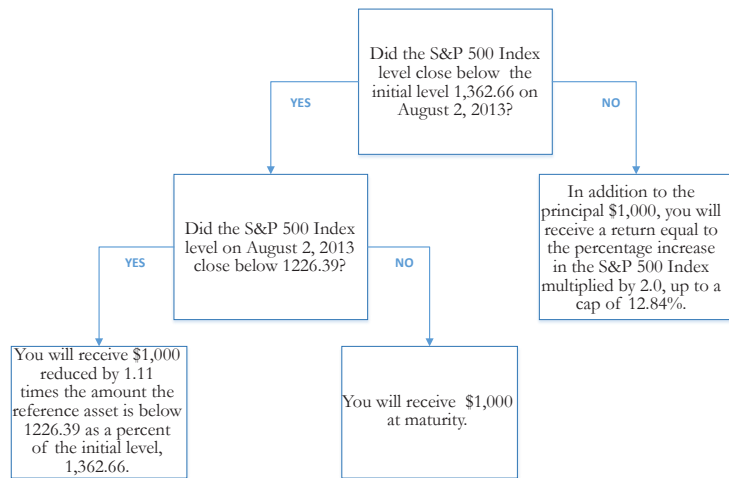 Did the S&P 500 Index
level close below the
initial level 1,362.66 on
August 2, 2013?
YES
NO
Did the S&P 500 Index
level on August 2, 2013
close below 1226.39?
In addition to the
principal $1,000, you will
receive a return equal to
the percentage increase
in the S&P 500 Index
multiplied by 2.0, up to a
cap of 12.84%.
YES
NO
You will receive $1,000
reduced by 1.11
times the amount the
reference asset is below
1226.39 as a percent
of the initial level,
1,362.66.
You will receive $1,000
at maturity.